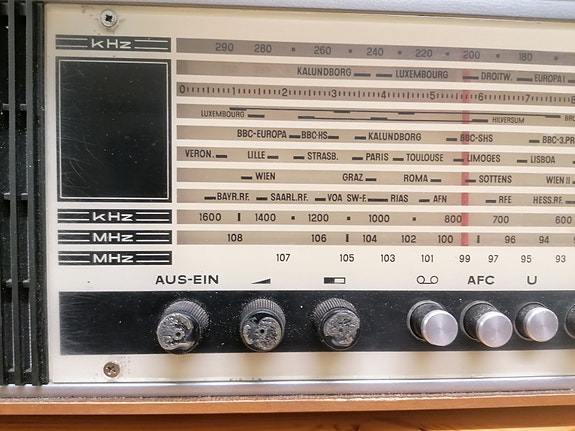 kHz 290 280 260 240 220 200 180
KALUNDBORG LUXEMBOURG DROITW. EUROPA I
0 1 2 3 4 5 6 7 8
LUXEMBOURG HILVERSUM
BBC-EUROPA BBC-HS KALUNDBORG BBC-SHS BBC-3.PR
VERON. LILLE STRASB. PARIS TOULOUSE LIMOGES LISBOA
WIEN GRAZ ROMA SOTTENS WIEN II
BAYR.RF. SAARL.RF. VOA SW-F. RIAS AFN RFE HESS.RF.
kHz 1600 1400 1200 1000 800 700 600
MHz 108 106 104 102 100 96 94
MHz 107 105 103 101 99 97 95 93
AUS-EIN AFC U